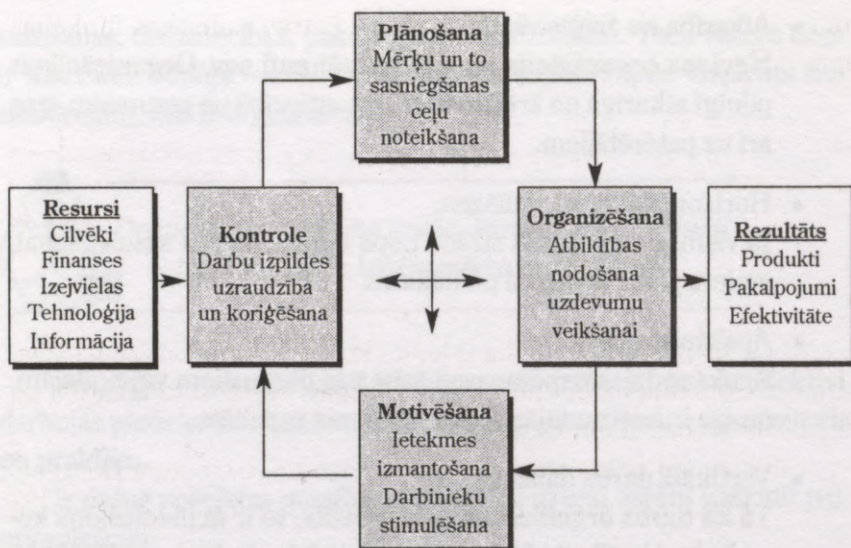 Plānošana
Mērķu un to
sasniegšanas
ceļu
noteikšana
Resursi
Cilvēki
Finanses
Izejvielas
Tehnoloģija
Informācija
Kontrole
Darbu izpildes
uzraudzība
un koriģēšana
Organizēšana
Atbildības
nodošana
uzdevumu
veikšanai
Rezultāts
Produkti
Pakalpojumi
Efektivitāte
Motivēšana
Ietekmes
izmantošana
Darbinieku
stimulēšana